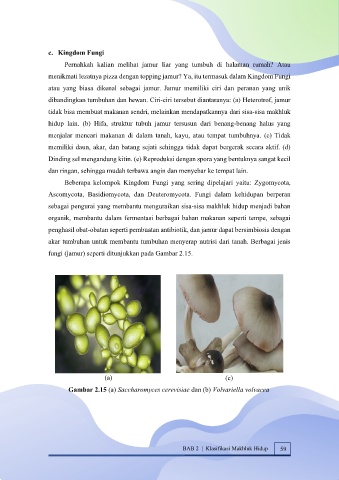 c. Kingdom Fungi
Pernahkah kalian melihat jamur liar yang tumbuh di halaman rumah? Atau
menikmati lezatnya pizza dengan topping jamur? Ya, itu termasuk dalam Kingdom Fungi
atau yang biasa dikenal sebagai jamur. Jamur memiliki ciri dan peranan yang unik
dibandingkan tumbuhan dan hewan. Ciri-ciri tersebut diantaranya: (a) Heterotrof, jamur
tidak bisa membuat makanan sendiri, melainkan mendapatkannya dari sisa-sisa makhluk
hidup lain. (b) Hifa, struktur tubuh jamur tersusun dari benang-benang halus yang
menjalar mencari makanan di dalam tanah, kayu, atau tempat tumbuhnya. (c) Tidak
memiliki daun, akar, dan batang sejati sehingga tidak dapat bergerak secara aktif. (d)
Dinding sel mengandung kitin. (e) Reproduksi dengan spora yang bentuknya sangat kecil
dan ringan, sehingga mudah terbawa angin dan menyebar ke tempat lain.
Beberapa kelompok Kingdom Fungi yang sering dipelajari yaitu: Zygomycota,
Ascomycota, Basidiomycota, dan Deuteromycota. Fungi dalam kehidupan berperan
sebagai pengurai yang membantu menguraikan sisa-sisa makhluk hidup menjadi bahan
organik, membantu dalam fermentasi berbagai bahan makanan seperti tempe, sebagai
penghasil obat-obatan seperti pembuatan antibiotik, dan jamur dapat bersimbiosis dengan
akar tumbuhan untuk membantu tumbuhan menyerap nutrisi dari tanah. Berbagai jenis
fungi (jamur) seperti ditunjukkan pada Gambar 2.15.
(a) (c)
Gambar 2.15 (a) Saccharomyces cerevisiae dan (b) Volvariella volvacea
BAB 2 | Klasifikasi Makhluk Hidup 59